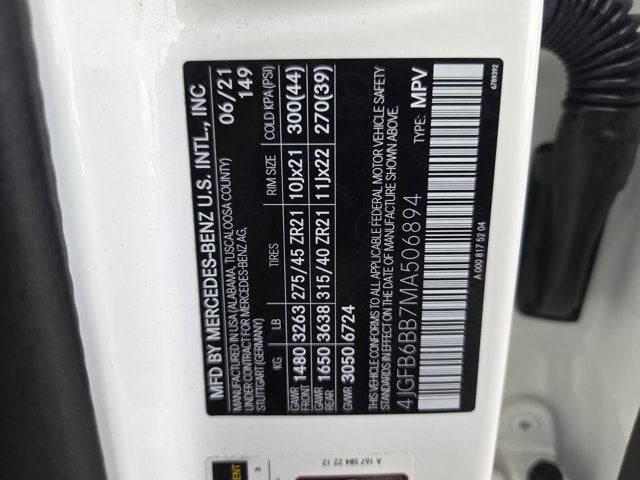 MFD BY MERCEDES-BENZ U.S. INTL., INC
MANUFACTURED IN USA (ALABAMA, TUSCALOOSA COUNTY)
UNDER CONTRACT FOR MERCEDES-BENZ AG,
STUTTGART (GERMANY)
06/21
149
KG LB TIRES RIM SIZE COLD KPA (PSI)
GAWR FRONT 1480 3263 275/45 ZR21 10Jx21 300(44)
GAWR REAR 1650 3638 315/40 ZR21 11Jx22 270(39)
GVWR 3050 6724
THIS VEHICLE CONFORMS TO ALL APPLICABLE FEDERAL MOTOR VEHICLE SAFETY
STANDARDS IN EFFECT ON THE DATE OF MANUFACTURE SHOWN ABOVE.
4JGFB6BB7MA506894 TYPE: MPV
A 000 817 52 04
6789392
A 167 584 22 12